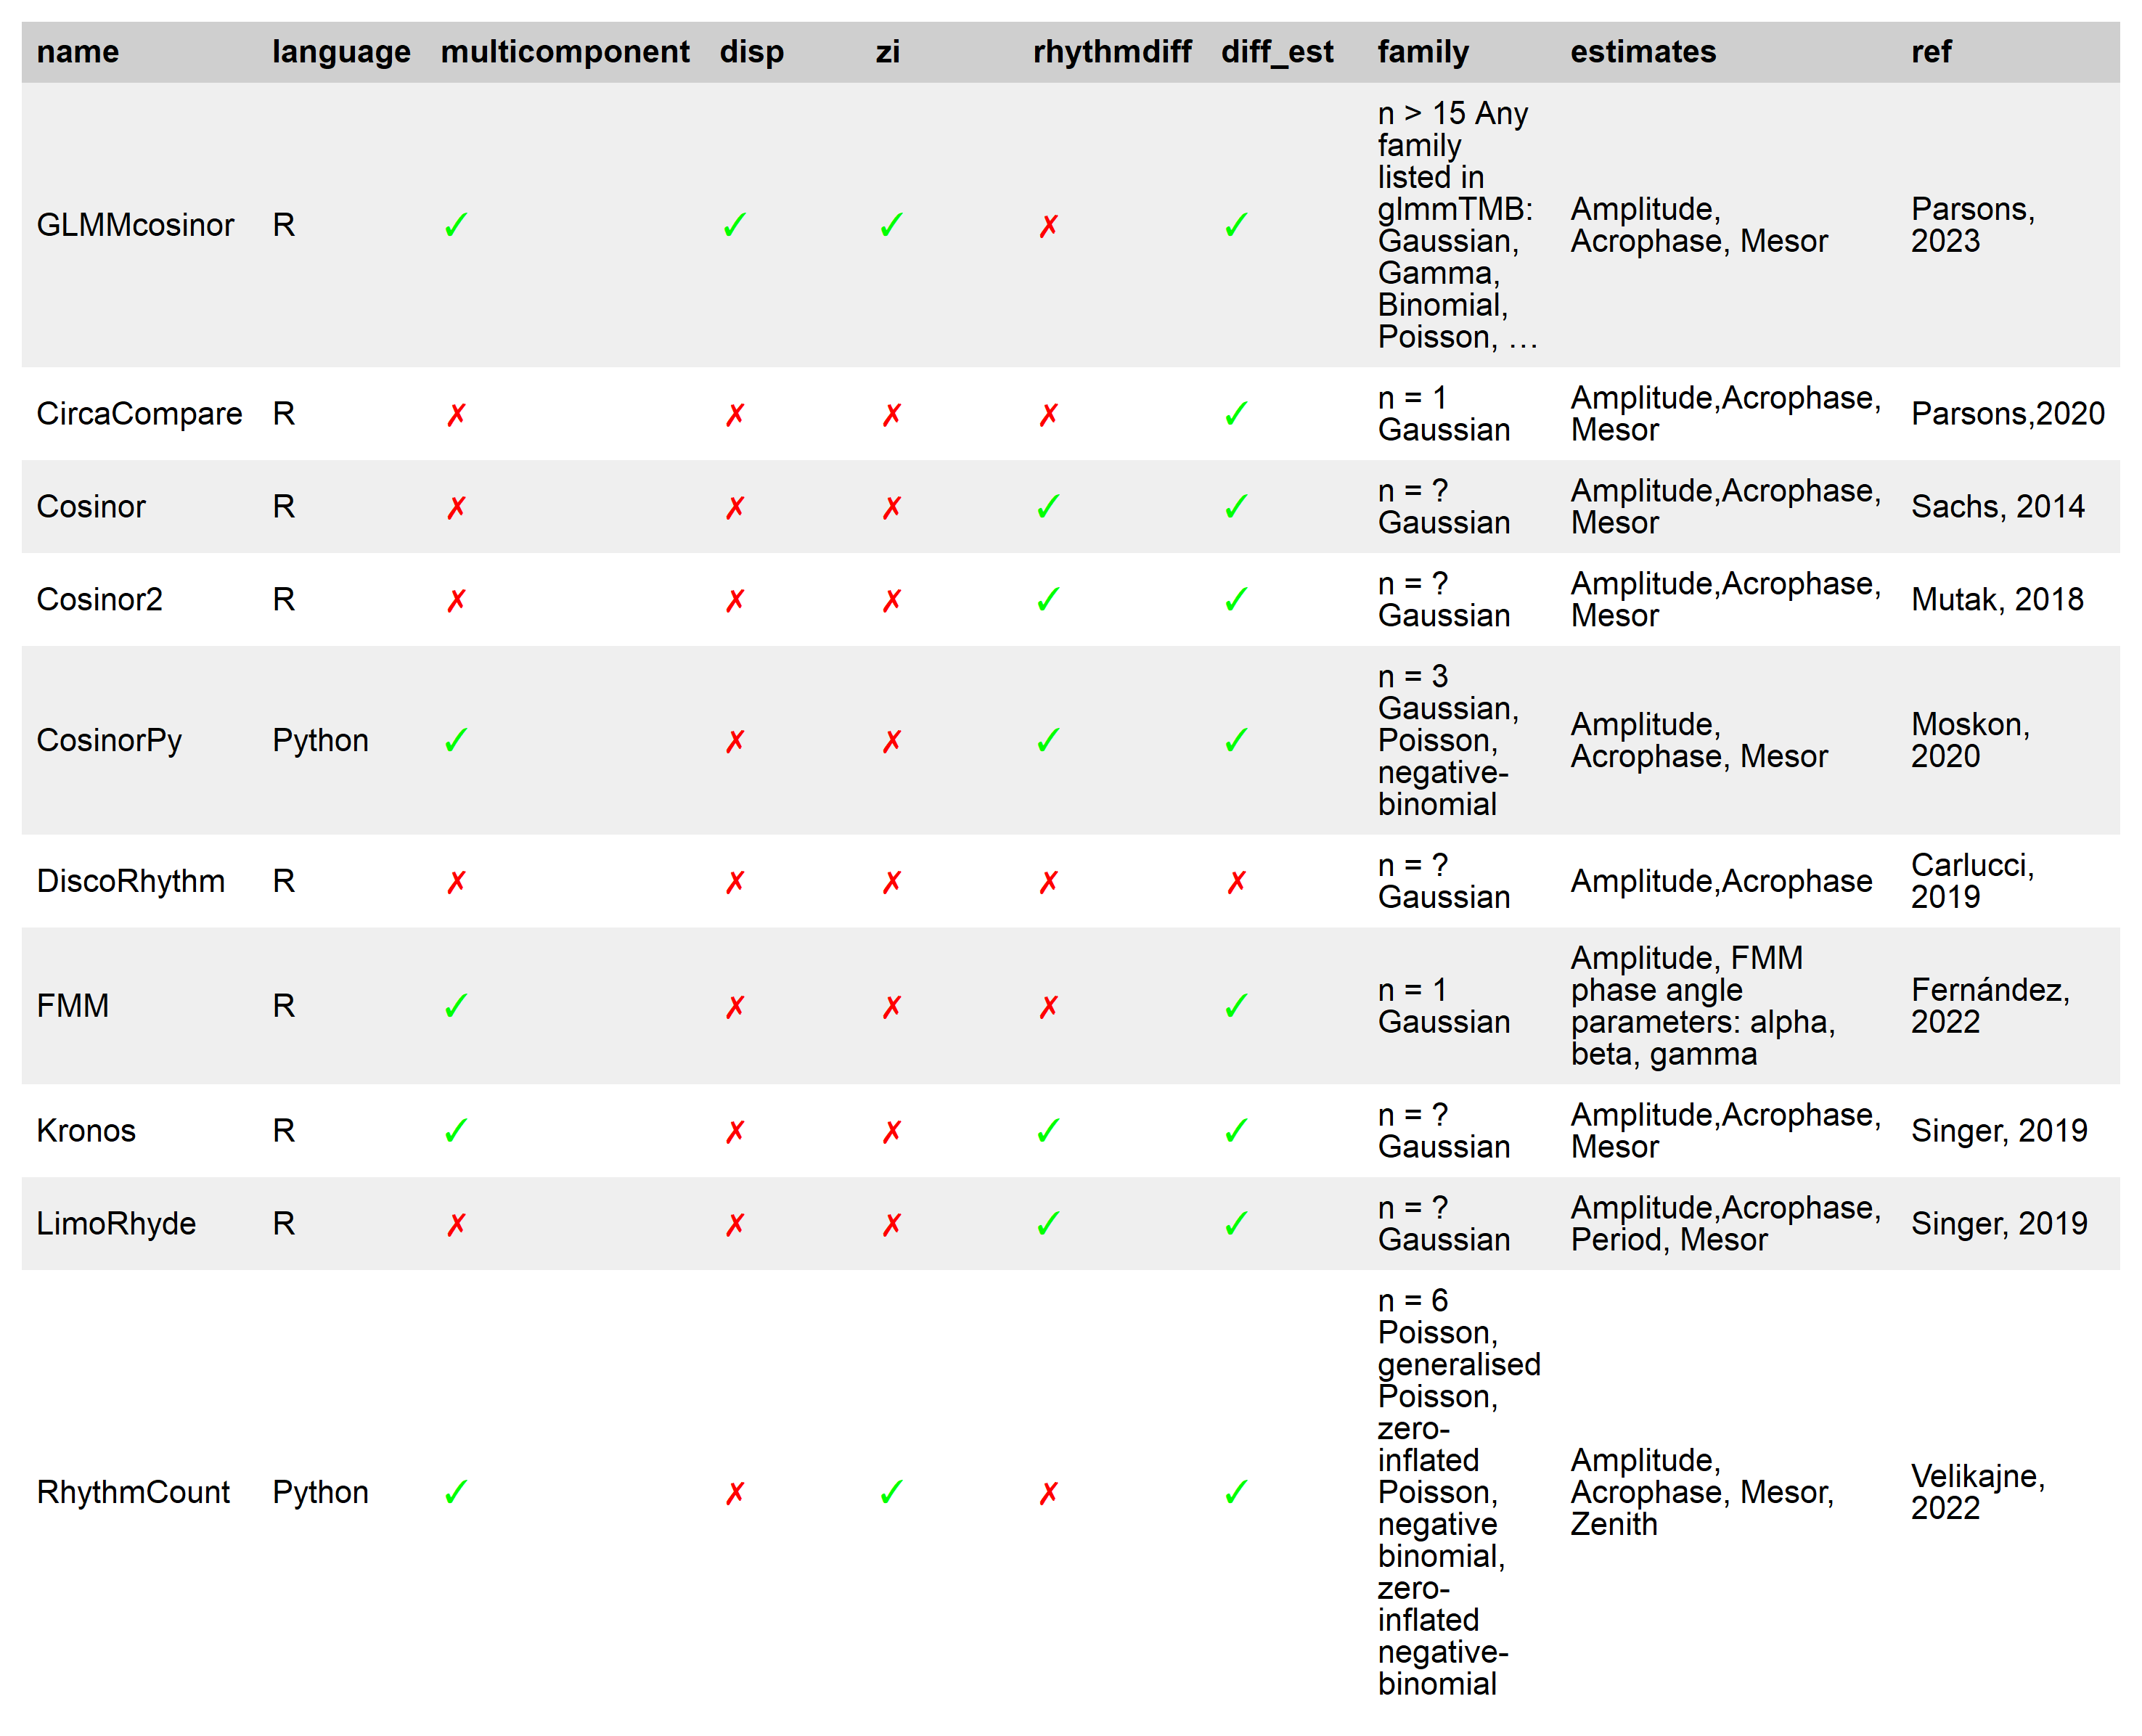 name language multicomponent disp zi rhythmdiff diff_est family estimates ref
n > 15 Any
family
listed in
glmmTMB:
Gaussian,
Gamma,
Binomial,
Poisson, …
GLMMcosinor R ✓ ✓ ✓ ✗ ✓
Amplitude,
Acrophase, Mesor
Parsons,
2023
CircaCompare R ✗ ✗ ✗ ✗ ✓
n = 1
Gaussian
Amplitude,Acrophase,
Mesor
Parsons,2020
Cosinor R ✗ ✗ ✗ ✓ ✓
n = ?
Gaussian
Amplitude,Acrophase,
Mesor
Sachs, 2014
Cosinor2 R ✗ ✗ ✗ ✓ ✓
n = ?
Gaussian
Amplitude,Acrophase,
Mesor
Mutak, 2018
CosinorPy Python ✓ ✗ ✗ ✓ ✓
n = 3
Gaussian,
Poisson,
negative-
binomial
Amplitude,
Acrophase, Mesor
Moskon,
2020
DiscoRhythm R ✗ ✗ ✗ ✗ ✗
n = ?
Gaussian
Amplitude,Acrophase
Carlucci,
2019
FMM R ✓ ✗ ✗ ✗ ✓
n = 1
Gaussian
Amplitude, FMM
phase angle
parameters: alpha,
beta, gamma
Fernández,
2022
Kronos R ✓ ✗ ✗ ✓ ✓
n = ?
Gaussian
Amplitude,Acrophase,
Mesor
Singer, 2019
LimoRhyde R ✗ ✗ ✗ ✓ ✓
n = ?
Gaussian
Amplitude,Acrophase,
Period, Mesor
Singer, 2019
RhythmCount Python ✓ ✗ ✓ ✗ ✓
n = 6
Poisson,
generalised
Poisson,
zero-
inflated
Poisson,
negative
binomial,
zero-
inflated
negative-
binomial
Amplitude,
Acrophase, Mesor,
Zenith
Velikajne,
2022